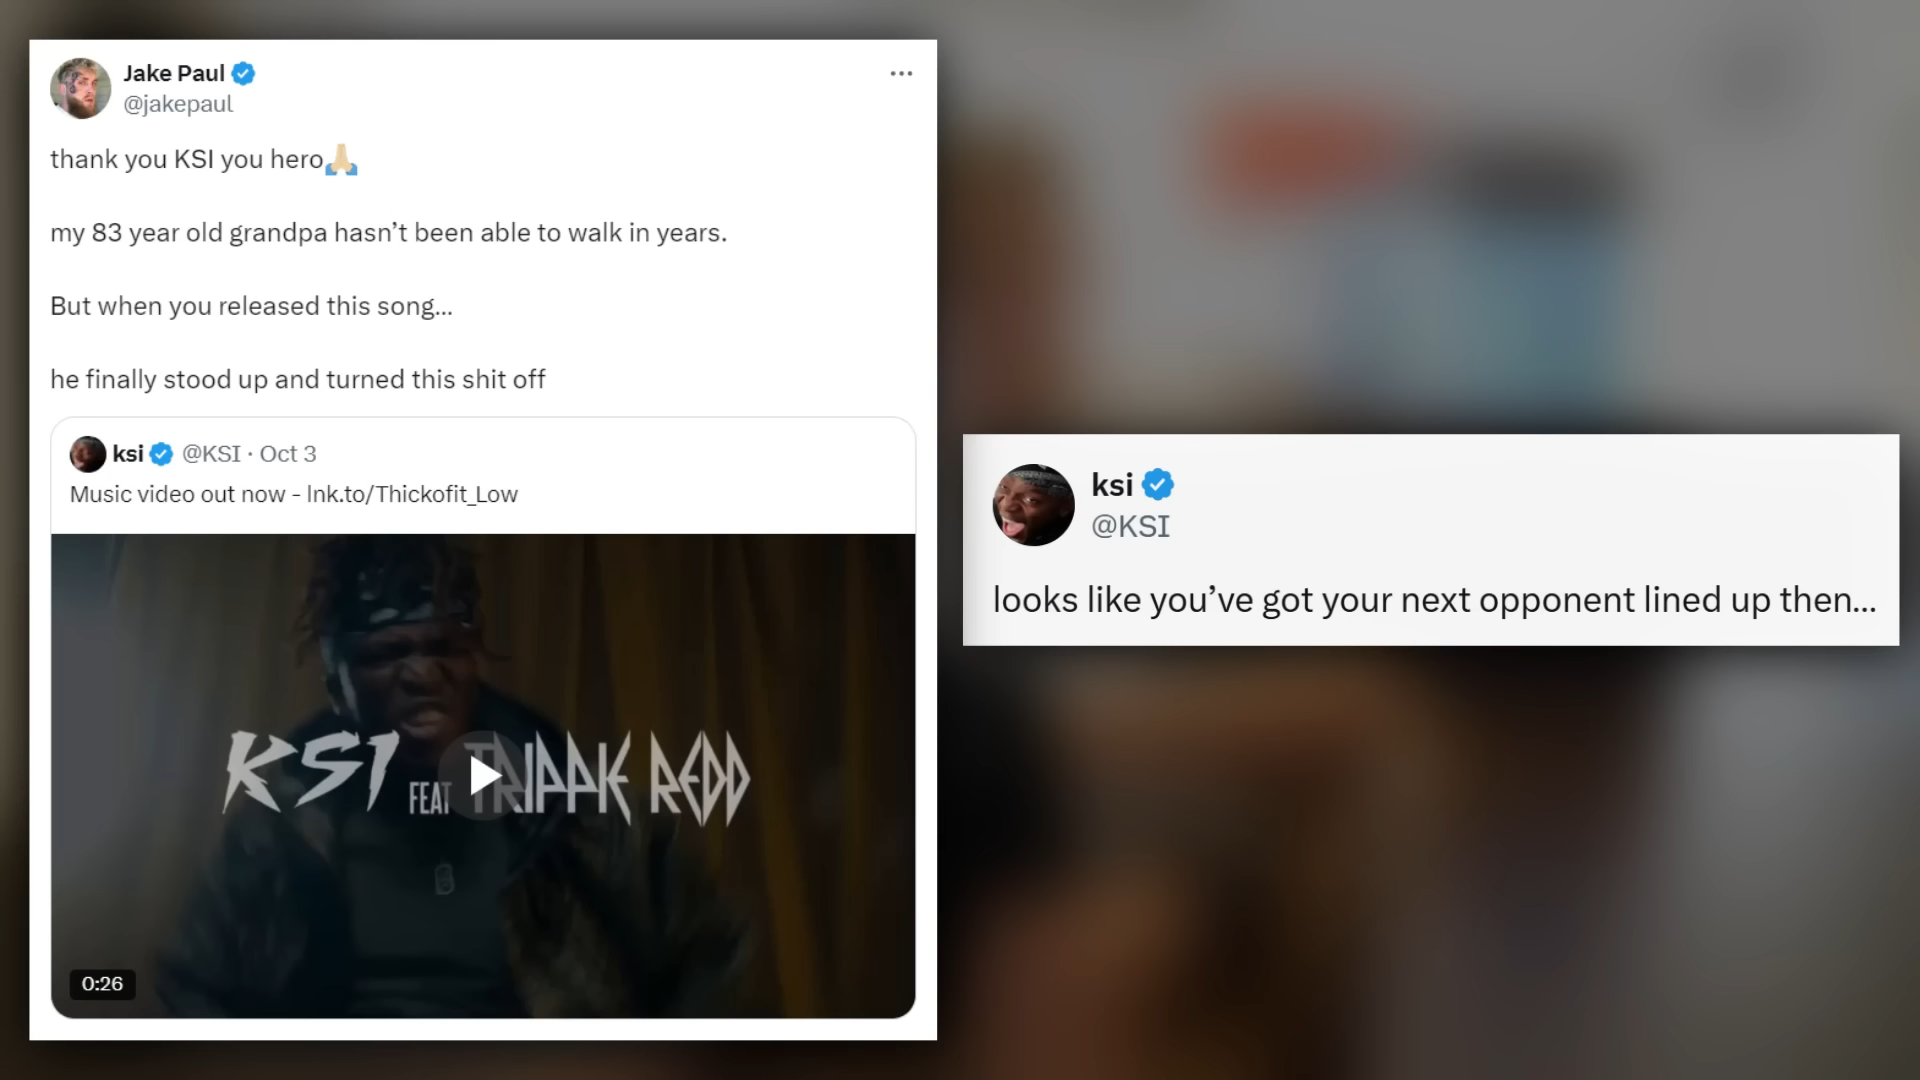 Jake Paul
@jakepaul
thank you KSI you hero🙏🏼
my 83 year old grandpa hasn’t been able to walk in years.
But when you released this song...
he finally stood up and turned this shit off
ksi @KSI · Oct 3
Music video out now - lnk.to/Thickofit_Low
KSI FEAT TRIPPIE REDD
0:26
ksi
@KSI
looks like you’ve got your next opponent lined up then...